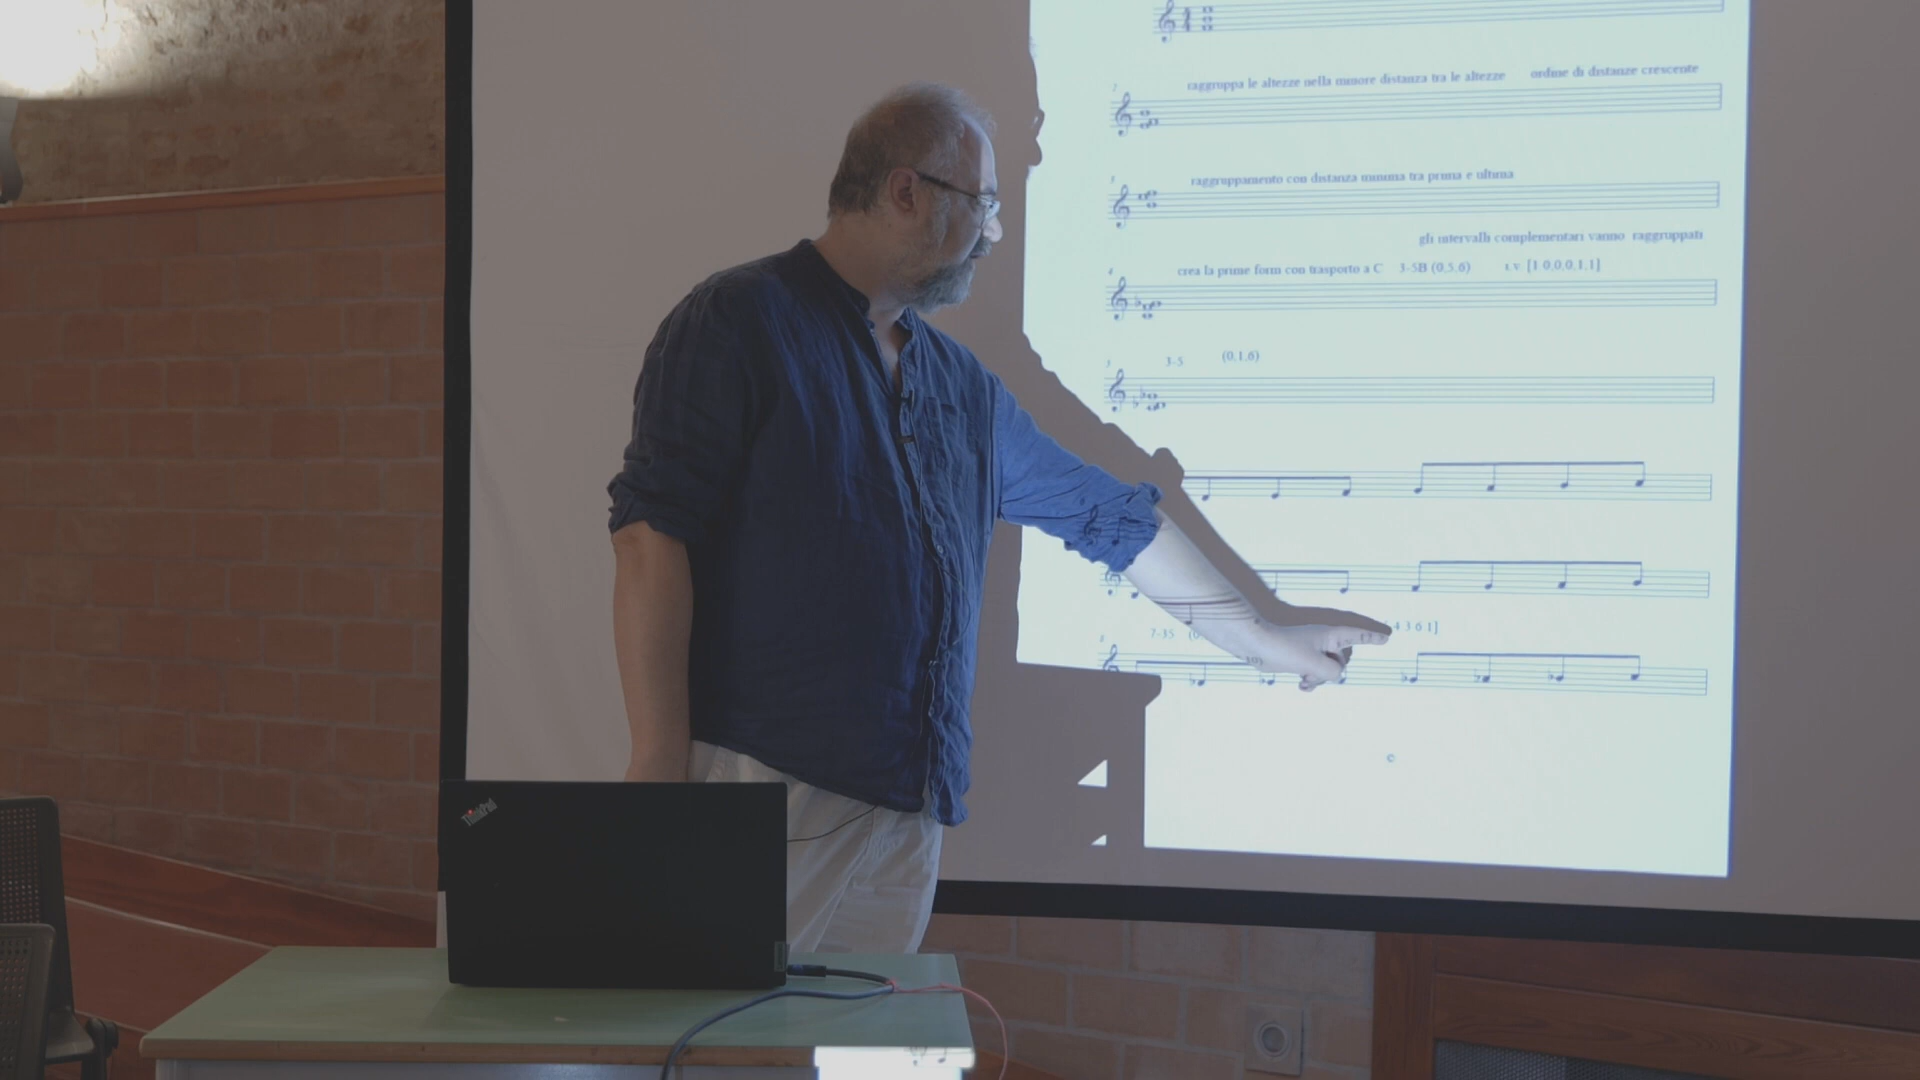 raggruppa le altezze nella minore distanza tra le altezze ordine di distanze crescente
raggruppamento con distanza minima tra prima e ultima
gli intervalli complementari vanno raggruppati
crea la prime form con trasporto a C 3-5B (0,5,6) i.v. [1,0,0,0,1,1]
3-5 (0,1,6)
7-35 (0, 4 3 6 1]
10)
ThinkPad